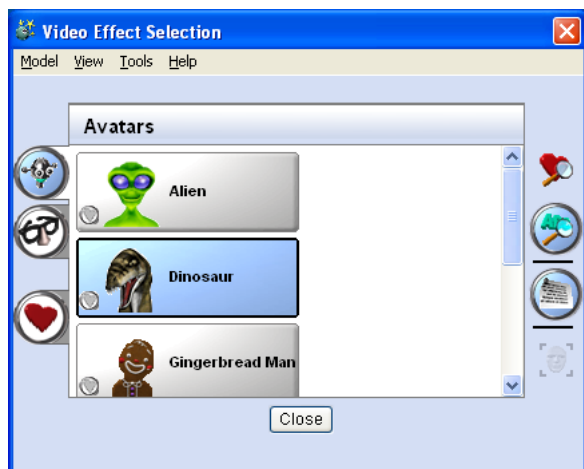 Video Effect Selection
Model View Tools Help
Avatars
Alien
Dinosaur
Gingerbread Man
Close